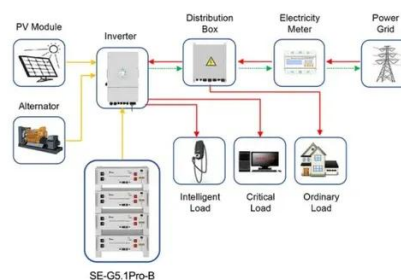 PV Module
Inverter
Distribution
Box
Electricity
Meter
Power
Grid
Alternator
Intelligent
Load
Critical
Load
Ordinary
Load
SE-G5.1Pro-B